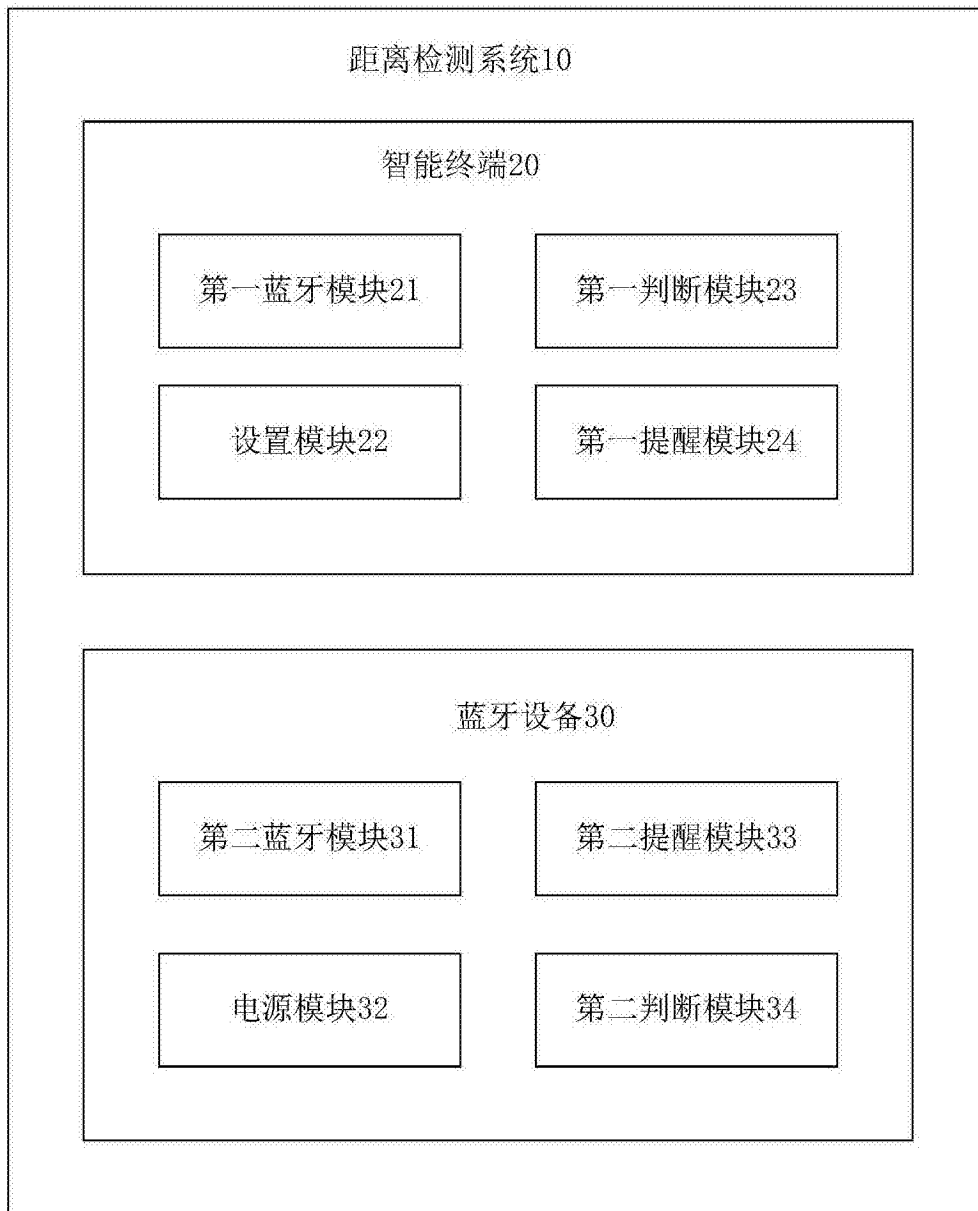 距离检测系统10
智能终端20
第一蓝牙模块21
第一判断模块23
设置模块22
第一提醒模块24
蓝牙设备30
第二蓝牙模块31
第二提醒模块33
电源模块32
第二判断模块34